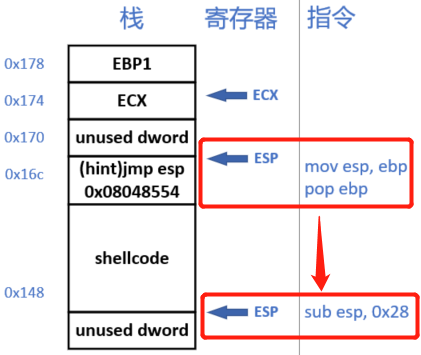 栈 寄存器 指令
0x178 EBP1
0x174 ECX ECX
0x170 unused dword
ESP
0x16c (hint)jmp esp mov esp, ebp
0x08048554 pop ebp
shellcode
0x148
ESP sub esp, 0x28
unused dword